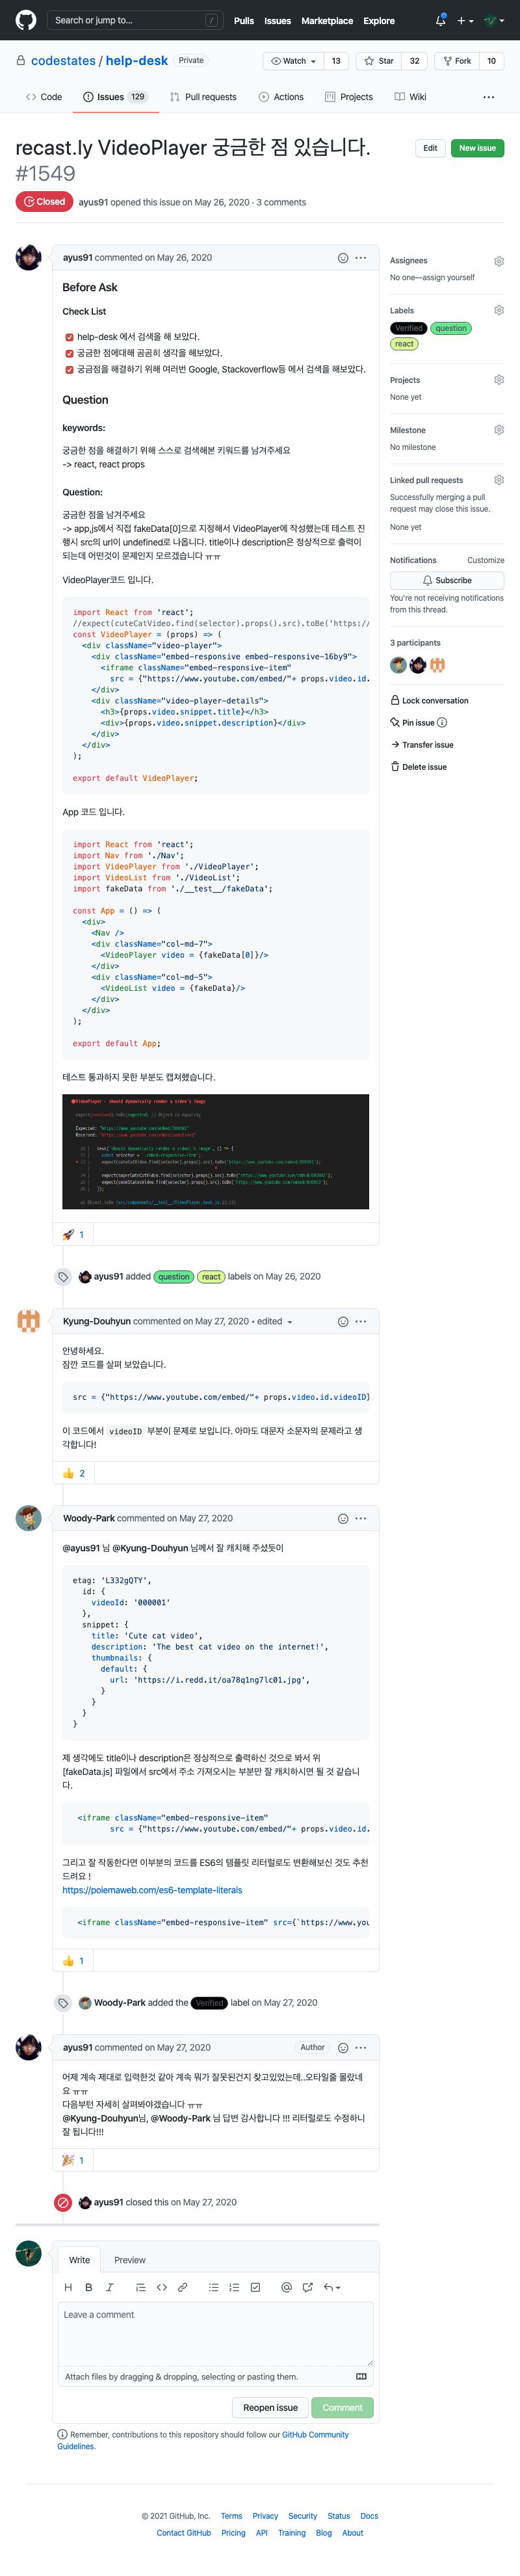 Search or jump to...
/
Pulls Issues Marketplace Explore
codestates / help-desk Private
Watch 13
Star 32
Fork 10
Code
Issues 129
Pull requests
Actions
Projects
Wiki
recast.ly VideoPlayer 궁금한 점 있습니다.
#1549
Edit
New issue
Closed
ayus91 opened this issue on May 26, 2020 · 3 comments
ayus91 commented on May 26, 2020
Before Ask
Check List
help-desk 에서 검색을 해 보았다.
궁금한 점에대해 곰곰히 생각을 해보았다.
궁금점을 해결하기 위해 여러번 Google, Stackoverflow등 에서 검색을 해보았다.
Question
keywords:
궁금한 점을 해결하기 위해 스스로 검색해본 키워드를 남겨주세요
-> react, react props
Question:
궁금한 점을 남겨주세요
-> app.js에서 직접 fakeData[0]으로 지정해서 VideoPlayer에 작성했는데 테스트 진
행시 src의 url이 undefined로 나옵니다. title이나 description은 정상적으로 출력이
되는데 어떤것이 문제인지 모르겠습니다 ㅠㅠ
VideoPlayer코드 입니다.
import React from 'react';
//expect(cuteCatVideo.find(selector).props().src).toBe('https://
const VideoPlayer = (props) => (
<div className="video-player">
<div className="embed-responsive embed-responsive-16by9">
<iframe className="embed-responsive-item"
src = {"https://www.youtube.com/embed/"+ props.video.id.
</div>
<div className="video-player-details">
<h3>{props.video.snippet.title}</h3>
<div>{props.video.snippet.description}</div>
</div>
</div>
);
export default VideoPlayer;
App 코드 입니다.
import React from 'react';
import Nav from './Nav';
import VideoPlayer from './VideoPlayer';
import VideoList from './VideoList';
import fakeData from './__test__/fakeData';
const App = () => (
<div>
<Nav />
<div className="col-md-7">
<VideoPlayer video = {fakeData[0]}/>
</div>
<div className="col-md-5">
<VideoList video = {fakeData}/>
</div>
</div>
);
export default App;
테스트 통과하지 못한 부분도 캡쳐했습니다.
1
ayus91 added question react labels on May 26, 2020
Kyung-Douhyun commented on May 27, 2020 • edited
안녕하세요.
잠깐 코드를 살펴 보았습니다.
src = {"https://www.youtube.com/embed/"+ props.video.id.videoID}
이 코드에서 videoID 부분이 문제로 보입니다. 아마도 대문자 소문자의 문제라고 생
각합니다!
2
Woody-Park commented on May 27, 2020
@ayus91 님 @Kyung-Douhyun 님께서 잘 캐치해 주셨듯이
etag: 'L332gQTY',
id: {
videoId: '000001'
},
snippet: {
title: 'Cute cat video',
description: 'The best cat video on the internet!',
thumbnails: {
default: {
url: 'https://i.redd.it/oa78q1ng7lc01.jpg',
}
}
}
}
제 생각에도 title이나 description은 정상적으로 출력하신 것으로 봐서 위
[fakeData.js] 파일에서 src에서 주소 가져오시는 부분만 잘 캐치하시면 될 것 같습니
다.
<iframe className="embed-responsive-item"
src = {"https://www.youtube.com/embed/"+ props.video.id.
그리고 잘 작동한다면 이부분의 코드를 ES6의 템플릿 리터럴로도 변환해보신 것도 추천
드려요 !
https://poiemaweb.com/es6-template-literals
<iframe className="embed-responsive-item" src={`https://www.you
1
Woody-Park added the Verified label on May 27, 2020
ayus91 commented on May 27, 2020
Author
어제 계속 제대로 입력한것 같아 계속 뭐가 잘못된건지 찾고있었는데..오타일줄 몰랐네
요 ㅠㅠ
다음부턴 자세히 살펴봐야겠습니다 ㅠㅠ
@Kyung-Douhyun님, @Woody-Park 님 답변 감사합니다 !!! 리터럴로도 수정하니
잘 됩니다!!!
1
ayus91 closed this on May 27, 2020
Write
Preview
Leave a comment
Attach files by dragging & dropping, selecting or pasting them.
Reopen issue
Comment
Remember, contributions to this repository should follow our GitHub Community
Guidelines.
Assignees
No one—assign yourself
Labels
Verified question
react
Projects
None yet
Milestone
No milestone
Linked pull requests
Successfully merging a pull
request may close this issue.
None yet
Notifications Customize
Subscribe
You're not receiving notifications
from this thread.
3 participants
Lock conversation
Pin issue
Transfer issue
Delete issue
© 2021 GitHub, Inc. Terms Privacy Security Status Docs
Contact GitHub Pricing API Training Blog About